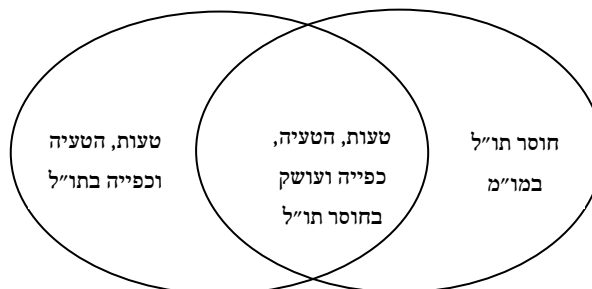 חוסר תו״ל
במו״מ
טעות, הטעיה,
כפייה ועושק
בחוסר תו״ל
טעות, הטעיה
וכפייה בתו״ל